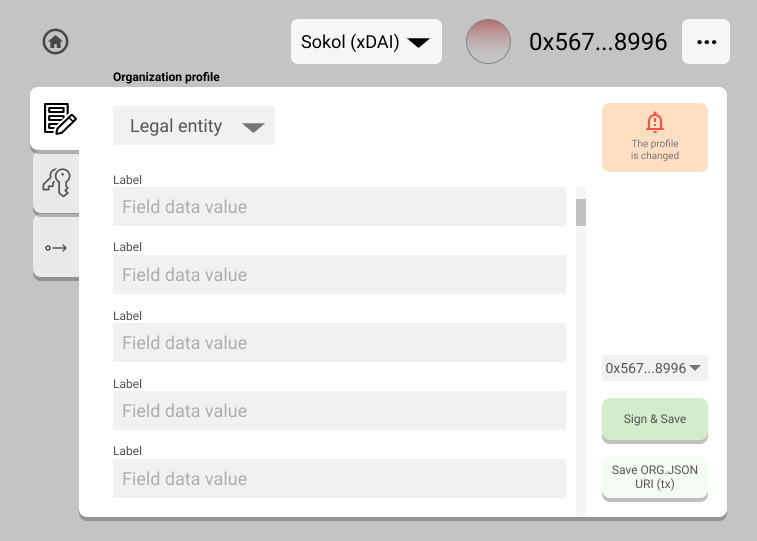 Sokol (xDAI)
0x567...8996
...
Organization profile
Legal entity
The profile
is changed
Label
Field data value
Label
Field data value
Label
Field data value
Label
Field data value
Label
Field data value
0x567...8996
Sign & Save
Save ORG.JSON
URI (tx)